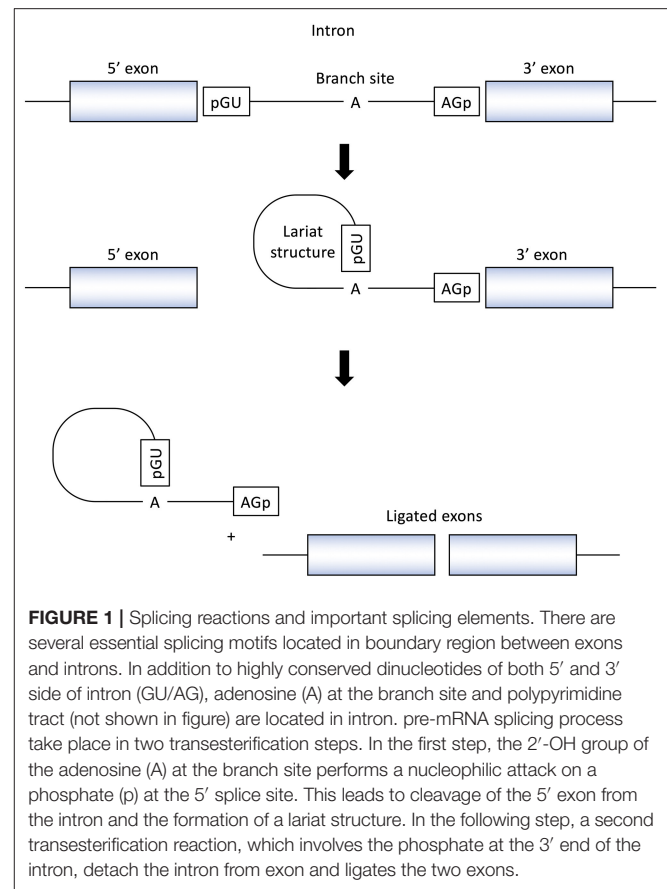 Intron
5’ exon
Branch site
3’ exon
pGU
A
AGp
Lariat
structure
pGU
5’ exon
3’ exon
A
AGp
pGU
A
AGp
+
Ligated exons
FIGURE 1 | Splicing reactions and important splicing elements. There are
several essential splicing motifs located in boundary region between exons
and introns. In addition to highly conserved dinucleotides of both 5′ and 3′
side of intron (GU/AG), adenosine (A) at the branch site and polypyrimidine
tract (not shown in figure) are located in intron. pre-mRNA splicing process
take place in two transesterification steps. In the first step, the 2′-OH group of
the adenosine (A) at the branch site performs a nucleophilic attack on a
phosphate (p) at the 5′ splice site. This leads to cleavage of the 5′ exon from
the intron and the formation of a lariat structure. In the following step, a second
transesterification reaction, which involves the phosphate at the 3′ end of the
intron, detach the intron from exon and ligates the two exons.